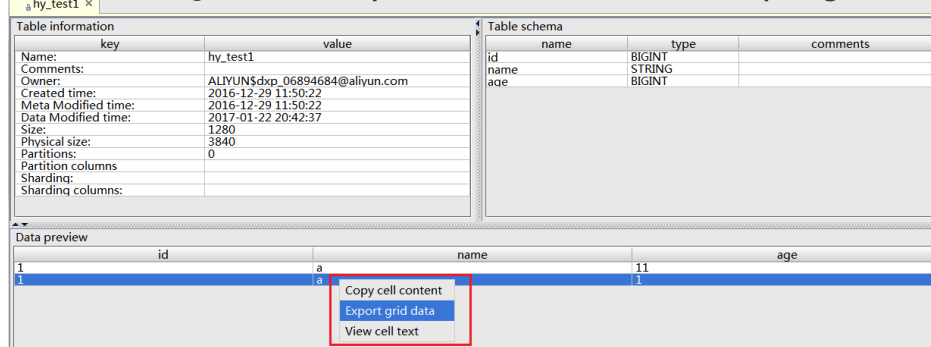 hy_test1 ×
Table information
key value
Name: hy_test1
Comments:
Owner: ALIYUN$dxp_06894684@aliyun.com
Created time: 2016-12-29 11:50:22
Meta Modified time: 2016-12-29 11:50:22
Data Modified time: 2017-01-22 20:42:37
Size: 1280
Physical size: 3840
Partitions: 0
Partition columns
Sharding:
Sharding columns:
Table schema
name type comments
id BIGINT
name STRING
age BIGINT
Data preview
id name age
1 a 11
1 a 1
Copy cell content
Export grid data
View cell text